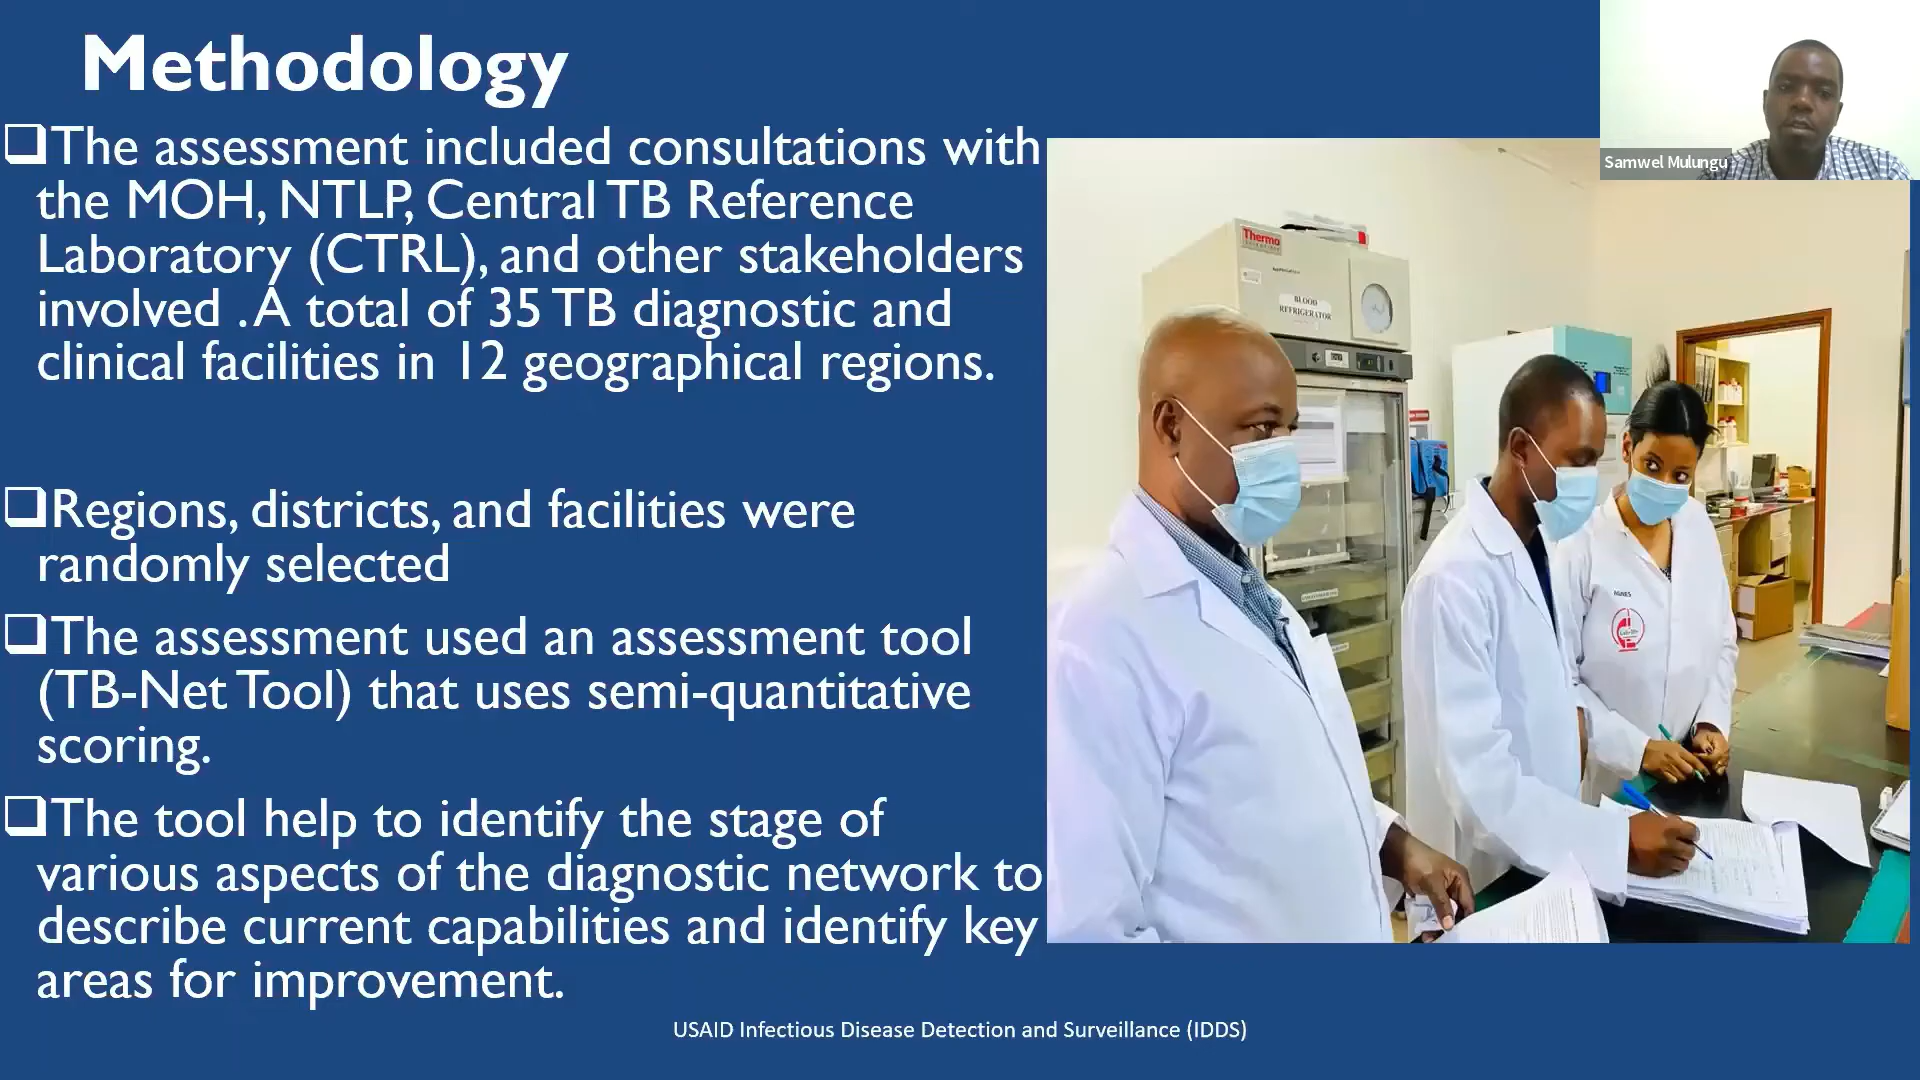 Methodology
❑The assessment included consultations with
the MOH, NTLP, Central TB Reference
Laboratory (CTRL), and other stakeholders
involved . A total of 35 TB diagnostic and
clinical facilities in 12 geographical regions.
❑Regions, districts, and facilities were
randomly selected
❑The assessment used an assessment tool
(TB-Net Tool) that uses semi-quantitative
scoring.
❑The tool help to identify the stage of
various aspects of the diagnostic network to
describe current capabilities and identify key
areas for improvement.
Samwel Mulungu
Thermo
BLOOD
REFRIGERATOR
AGNES
USAID Infectious Disease Detection and Surveillance (IDDS)